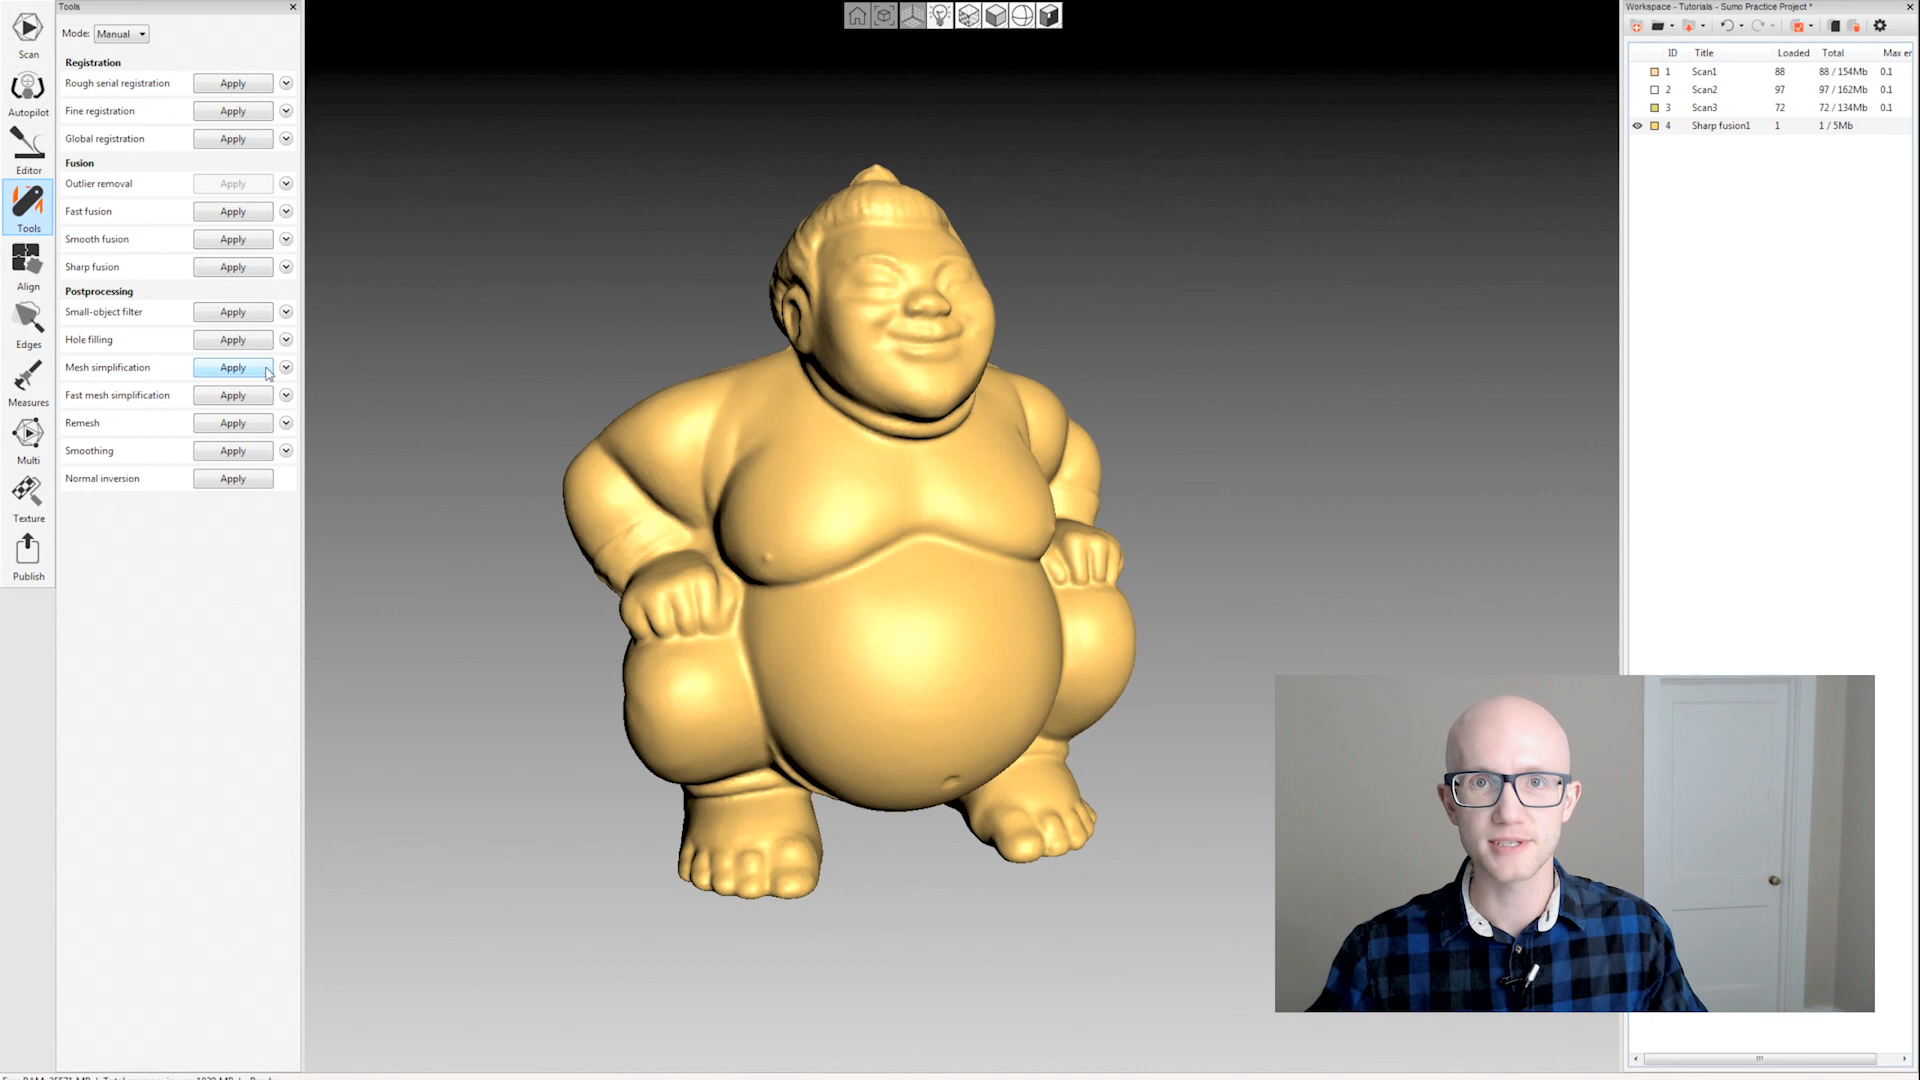 Tools
Scan
Autopilot
Editor
Tools
Align
Edges
Measures
Multi
Texture
Publish
Mode: Manual
Registration
Rough serial registration Apply
Fine registration Apply
Global registration Apply
Fusion
Outlier removal Apply
Fast fusion Apply
Smooth fusion Apply
Sharp fusion Apply
Postprocessing
Small-object filter Apply
Hole filling Apply
Mesh simplification Apply
Fast mesh simplification Apply
Remesh Apply
Smoothing Apply
Normal inversion Apply
Workspace - Tutorials - Sumo Practice Project *
ID Title Loaded Total Max er
1 Scan1 88 88 / 154Mb 0.1
2 Scan2 97 97 / 162Mb 0.1
3 Scan3 72 72 / 134Mb 0.1
4 Sharp fusion1 1 1 / 5Mb